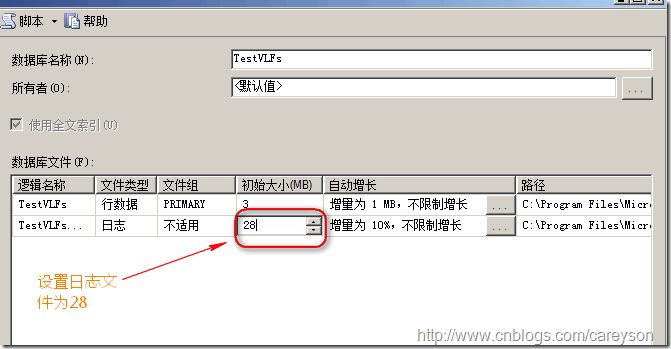 脚本 帮助
数据库名称(N): TestVLFs
所有者(O): <默认值> ...
使用全文索引(U)
数据库文件(F):
逻辑名称 文件类型 文件组 初始大小(MB) 自动增长 路径
TestVLFs 行数据 PRIMARY 3 增量为 1 MB，不限制增长 ... C:\Program Files\Micro
TestVLFs... 日志 不适用 28 增量为 10%，不限制增长 ... C:\Program Files\Micro
设置日志文
件为28
http://www.cnblogs.com/careyson